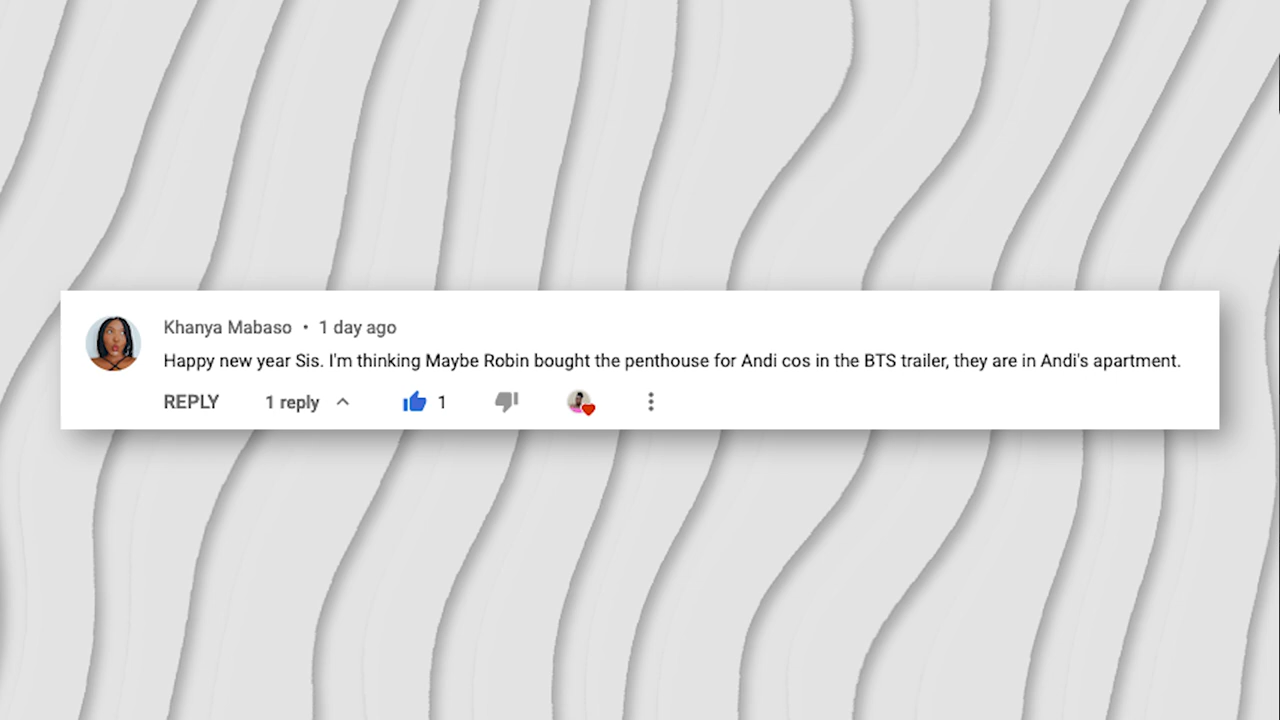 Khanya Mabaso • 1 day ago
Happy new year Sis. I'm thinking Maybe Robin bought the penthouse for Andi cos in the BTS trailer, they are in Andi's apartment.
REPLY 1 reply 1